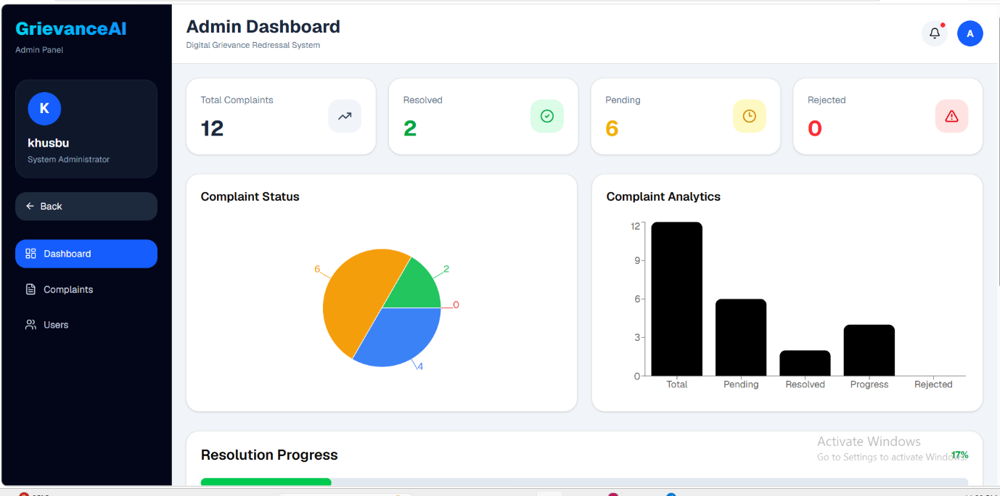 GrievanceAI
Admin Panel
K
khusbu
System Administrator
Back
Dashboard
Complaints
Users
Admin Dashboard
Digital Grievance Redressal System
A
Total Complaints
12
Resolved
2
Pending
6
Rejected
0
Complaint Status
6
2
0
4
Complaint Analytics
12
9
6
3
0
Total Pending Resolved Progress Rejected
Resolution Progress
17%
Activate Windows
Go to Settings to activate Windows.